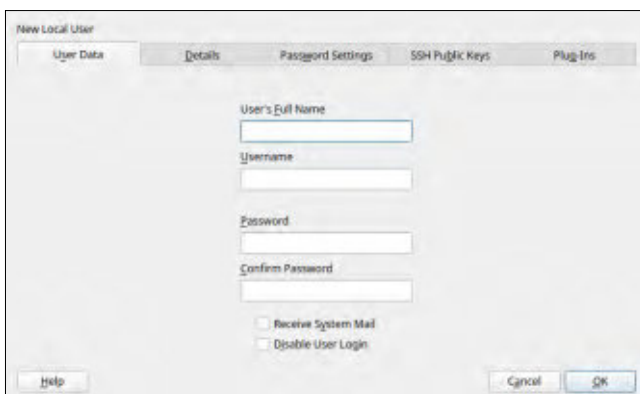 New Local User
User Data Details Password Settings SSH Public Keys Plug-Ins
User's Full Name
Username
Password
Confirm Password
Receive System Mail
Disable User Login
Help Cancel OK